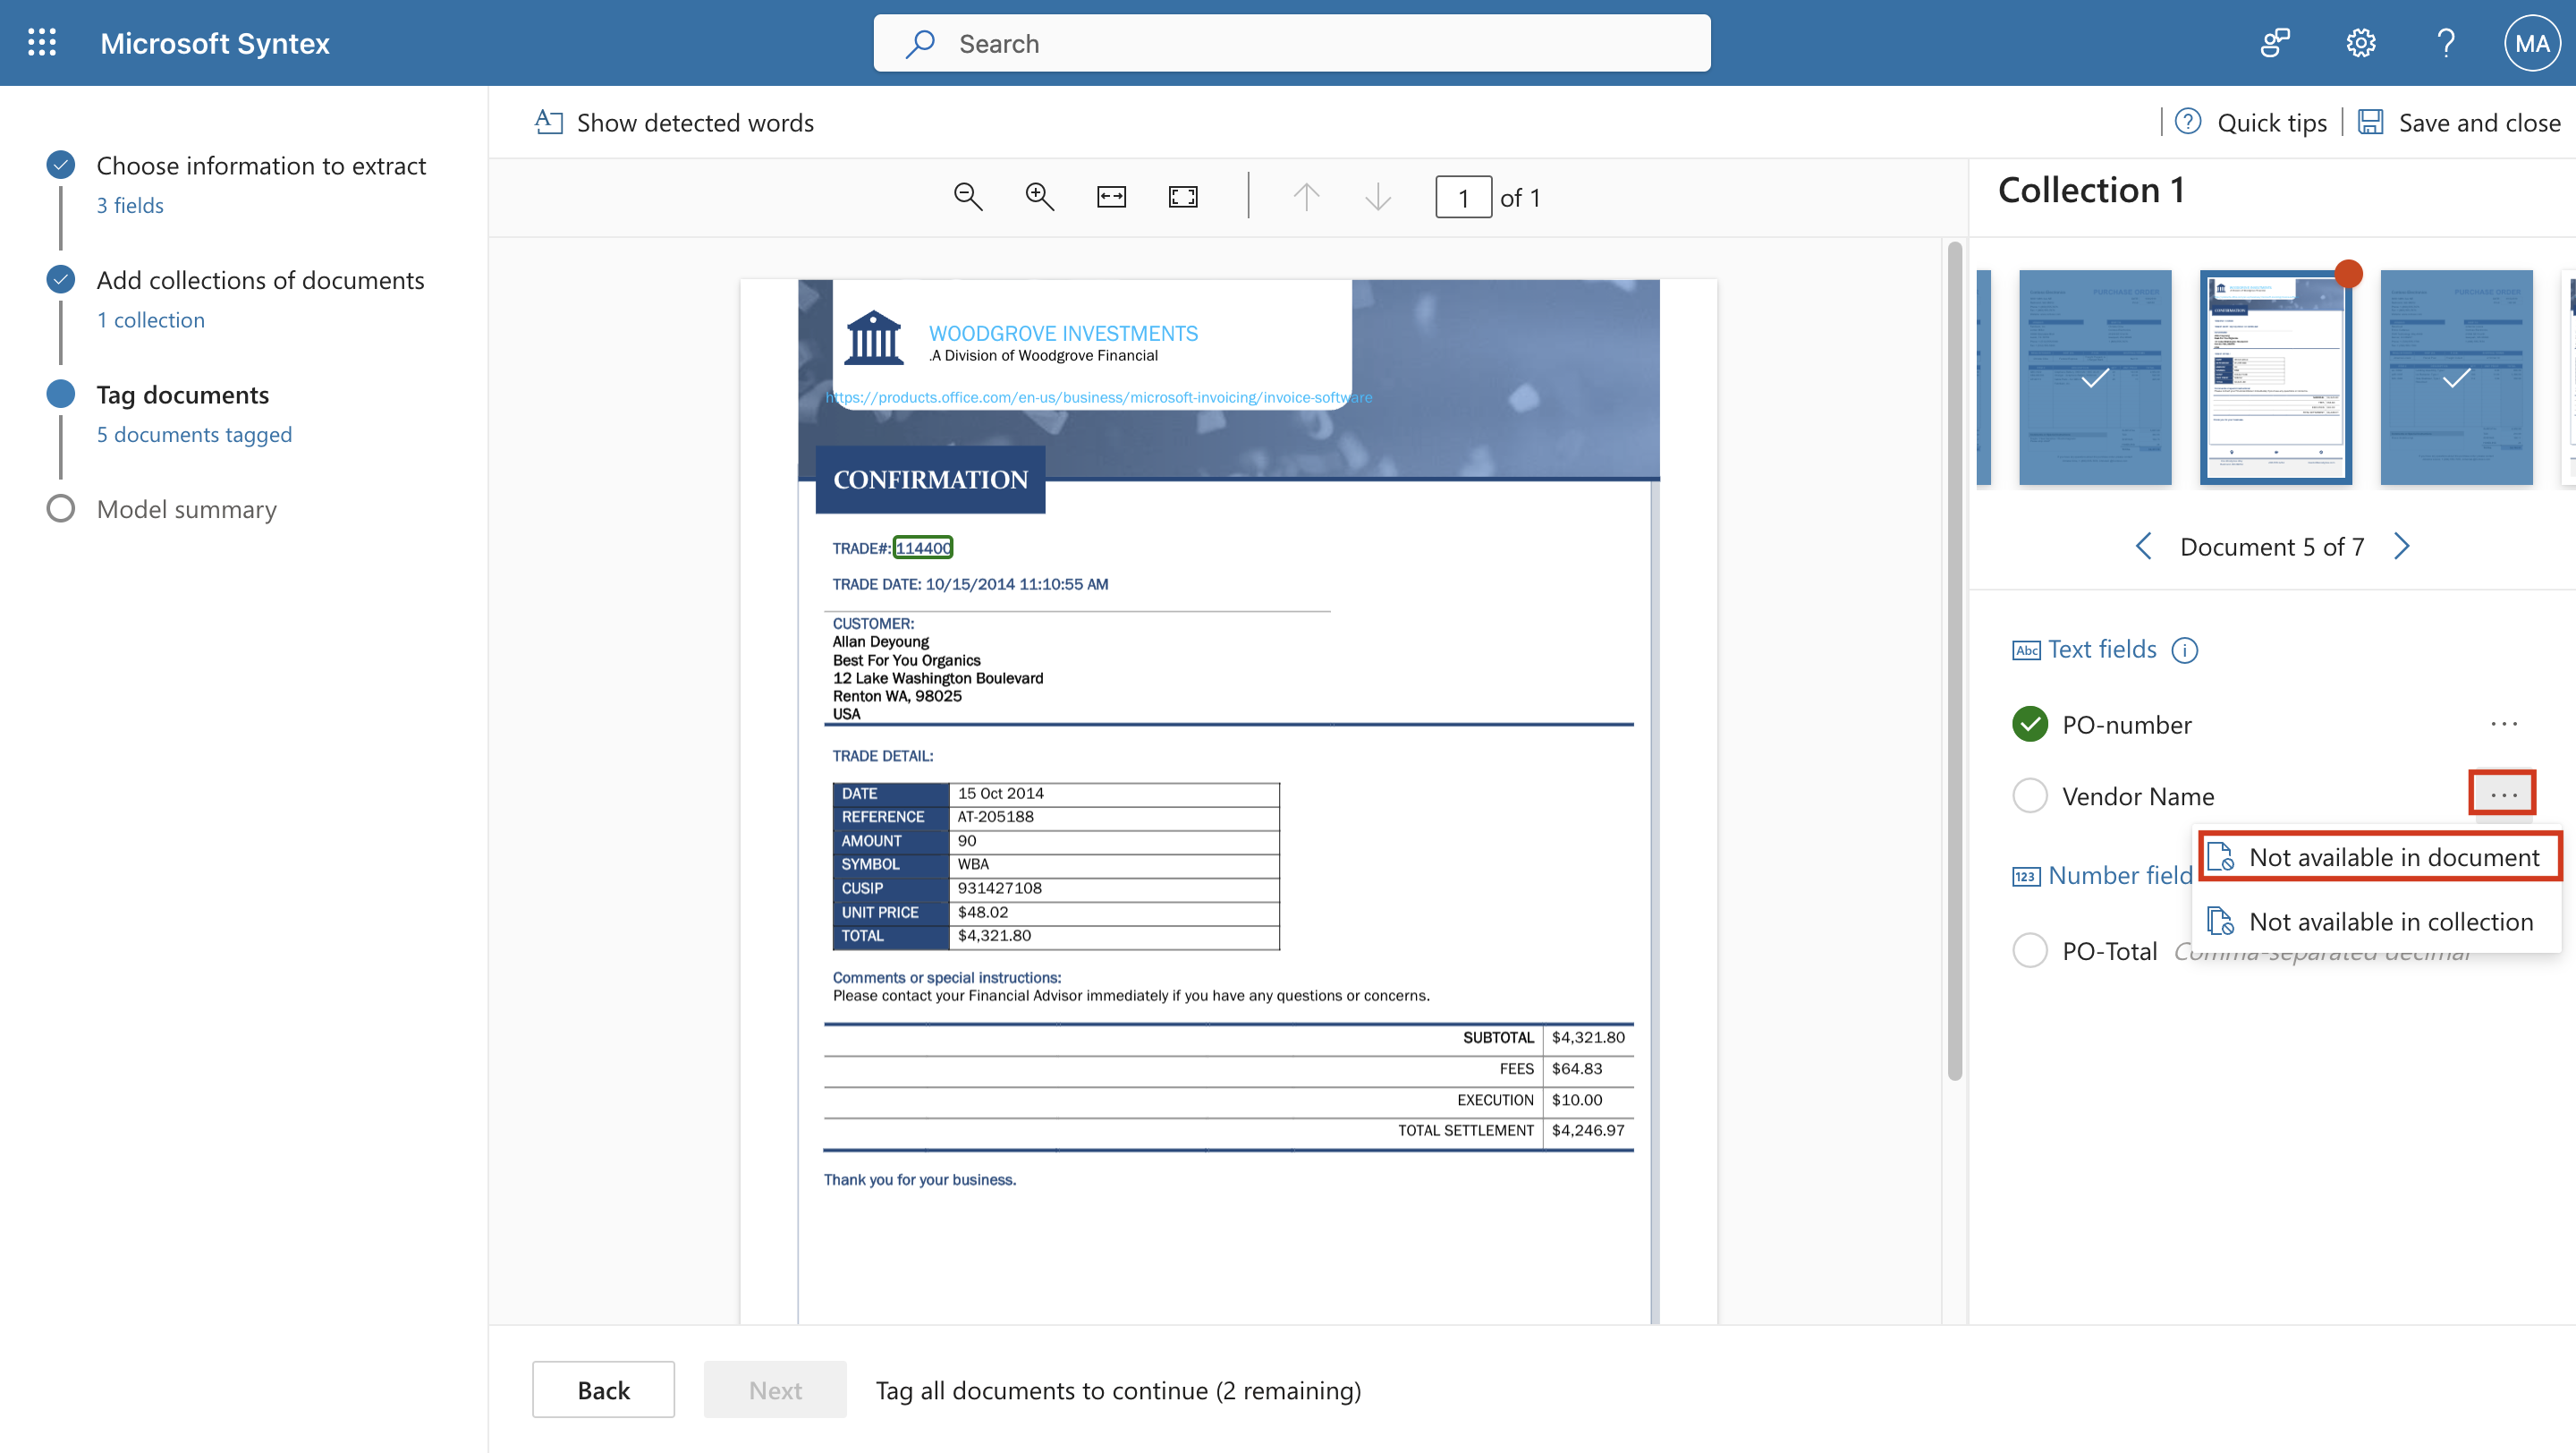 Microsoft Syntex
Search
MA
Choose information to extract
3 fields
Add collections of documents
1 collection
Tag documents
5 documents tagged
Model summary
Show detected words
Quick tips
Save and close
1 of 1
WOODGROVE INVESTMENTS
.A Division of Woodgrove Financial
https://products.office.com/en-us/business/microsoft-invoicing/invoice-software
CONFIRMATION
TRADE#: 114400
TRADE DATE: 10/15/2014 11:10:55 AM
CUSTOMER:
Allan Deyoung
Best For You Organics
12 Lake Washington Boulevard
Renton WA, 98025
USA
TRADE DETAIL:
DATE 15 Oct 2014
REFERENCE AT-205188
AMOUNT 90
SYMBOL WBA
CUSIP 931427108
UNIT PRICE $48.02
TOTAL $4,321.80
Comments or special instructions:
Please contact your Financial Advisor immediately if you have any questions or concerns.
SUBTOTAL $4,321.80
FEES $64.83
EXECUTION $10.00
TOTAL SETTLEMENT $4,246.97
Thank you for your business.
Back
Next
Tag all documents to continue (2 remaining)
Collection 1
PURCHASE ORDER
CONFIRMATION
PURCHASE ORDER
Document 5 of 7
Abc Text fields
PO-number
...
Vendor Name
...
Not available in document
Not available in collection
123 Number field
PO-Total Comma-separated decimal